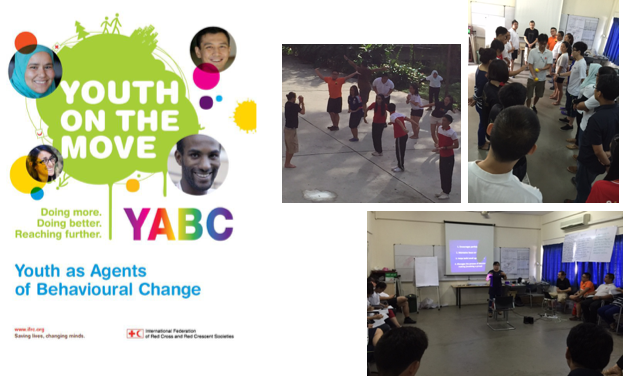 YOUTH
ON THE
MOVE
Doing more.
Doing better.
Reaching further.
YABC
Youth as Agents
of Behavioural Change
www.ifrc.org
Saving lives, changing minds.
International Federation
of Red Cross and Red Crescent Societies